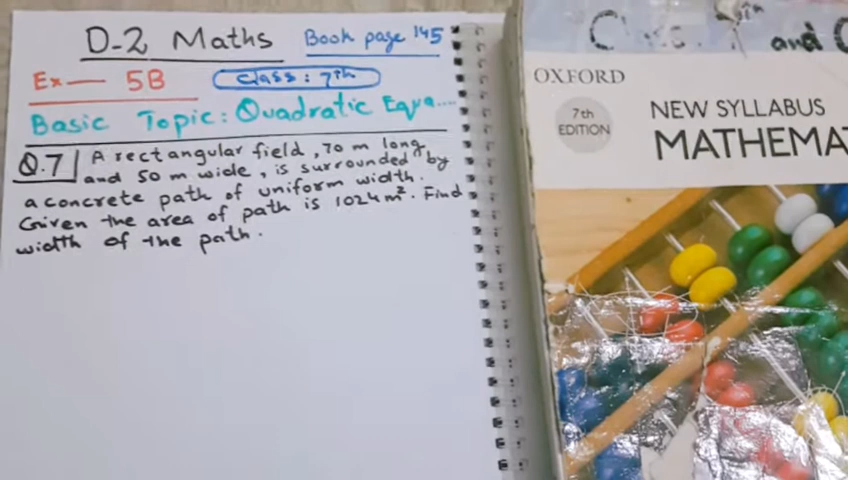 D-2 Maths
Book page 145
Ex— 5B
Class: 7th
Basic Topic: Quadratic Equa....
Q.7 A rectangular field, 70 m long,
and 50 m wide, is surrounded by
a concrete path of uniform width.
Given the area of path is 1024 m². Find
width of the path.
and
OXFORD
7th
EDITION
NEW SYLLABUS
MATHEMA